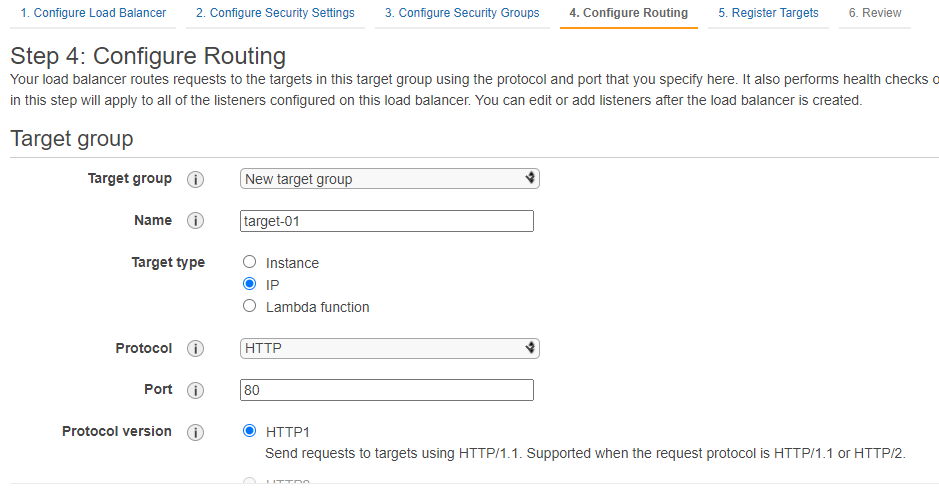 1. Configure Load Balancer 2. Configure Security Settings 3. Configure Security Groups 4. Configure Routing 5. Register Targets 6. Review
Step 4: Configure Routing
Your load balancer routes requests to the targets in this target group using the protocol and port that you specify here. It also performs health checks
in this step will apply to all of the listeners configured on this load balancer. You can edit or add listeners after the load balancer is created.
Target group
Target group i New target group
Name i target-01
Target type Instance
IP
Lambda function
Protocol i HTTP
Port i 80
Protocol version i HTTP1
Send requests to targets using HTTP/1.1. Supported when the request protocol is HTTP/1.1 or HTTP/2.